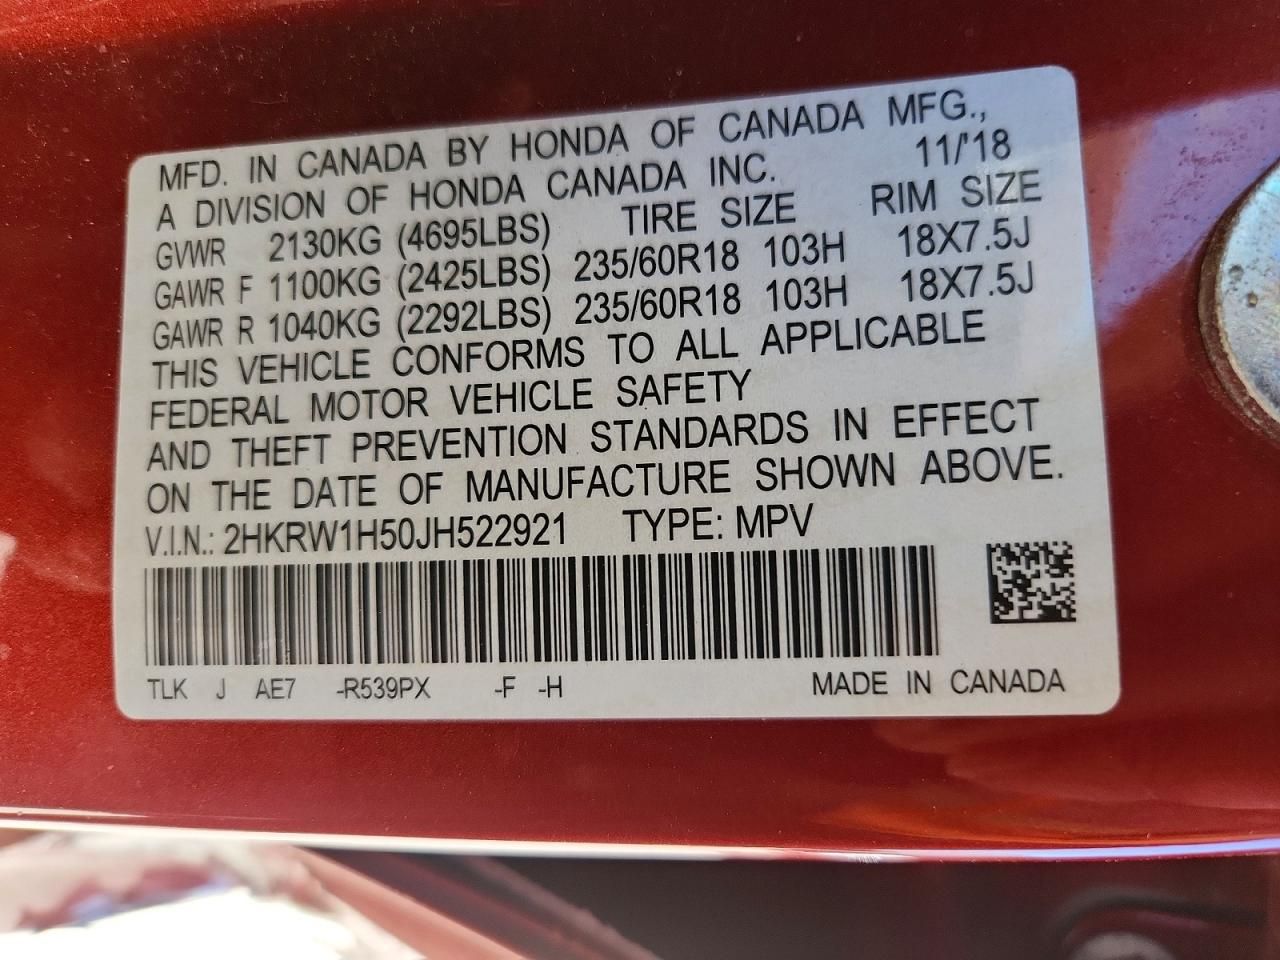 MFD. IN CANADA BY HONDA OF CANADA MFG.,
A DIVISION OF HONDA CANADA INC. 11/'18
GVWR 2130KG (4695LBS) TIRE SIZE RIM SIZE
GAWR F 1100KG (2425LBS) 235/60R18 103H 18X7.5J
GAWR R 1040KG (2292LBS) 235/60R18 103H 18X7.5J
THIS VEHICLE CONFORMS TO ALL APPLICABLE
FEDERAL MOTOR VEHICLE SAFETY
AND THEFT PREVENTION STANDARDS IN EFFECT
ON THE DATE OF MANUFACTURE SHOWN ABOVE.
V.I.N.: 2HKRW1H50JH522921 TYPE: MPV
TLK J AE7 -R539PX -F -H MADE IN CANADA